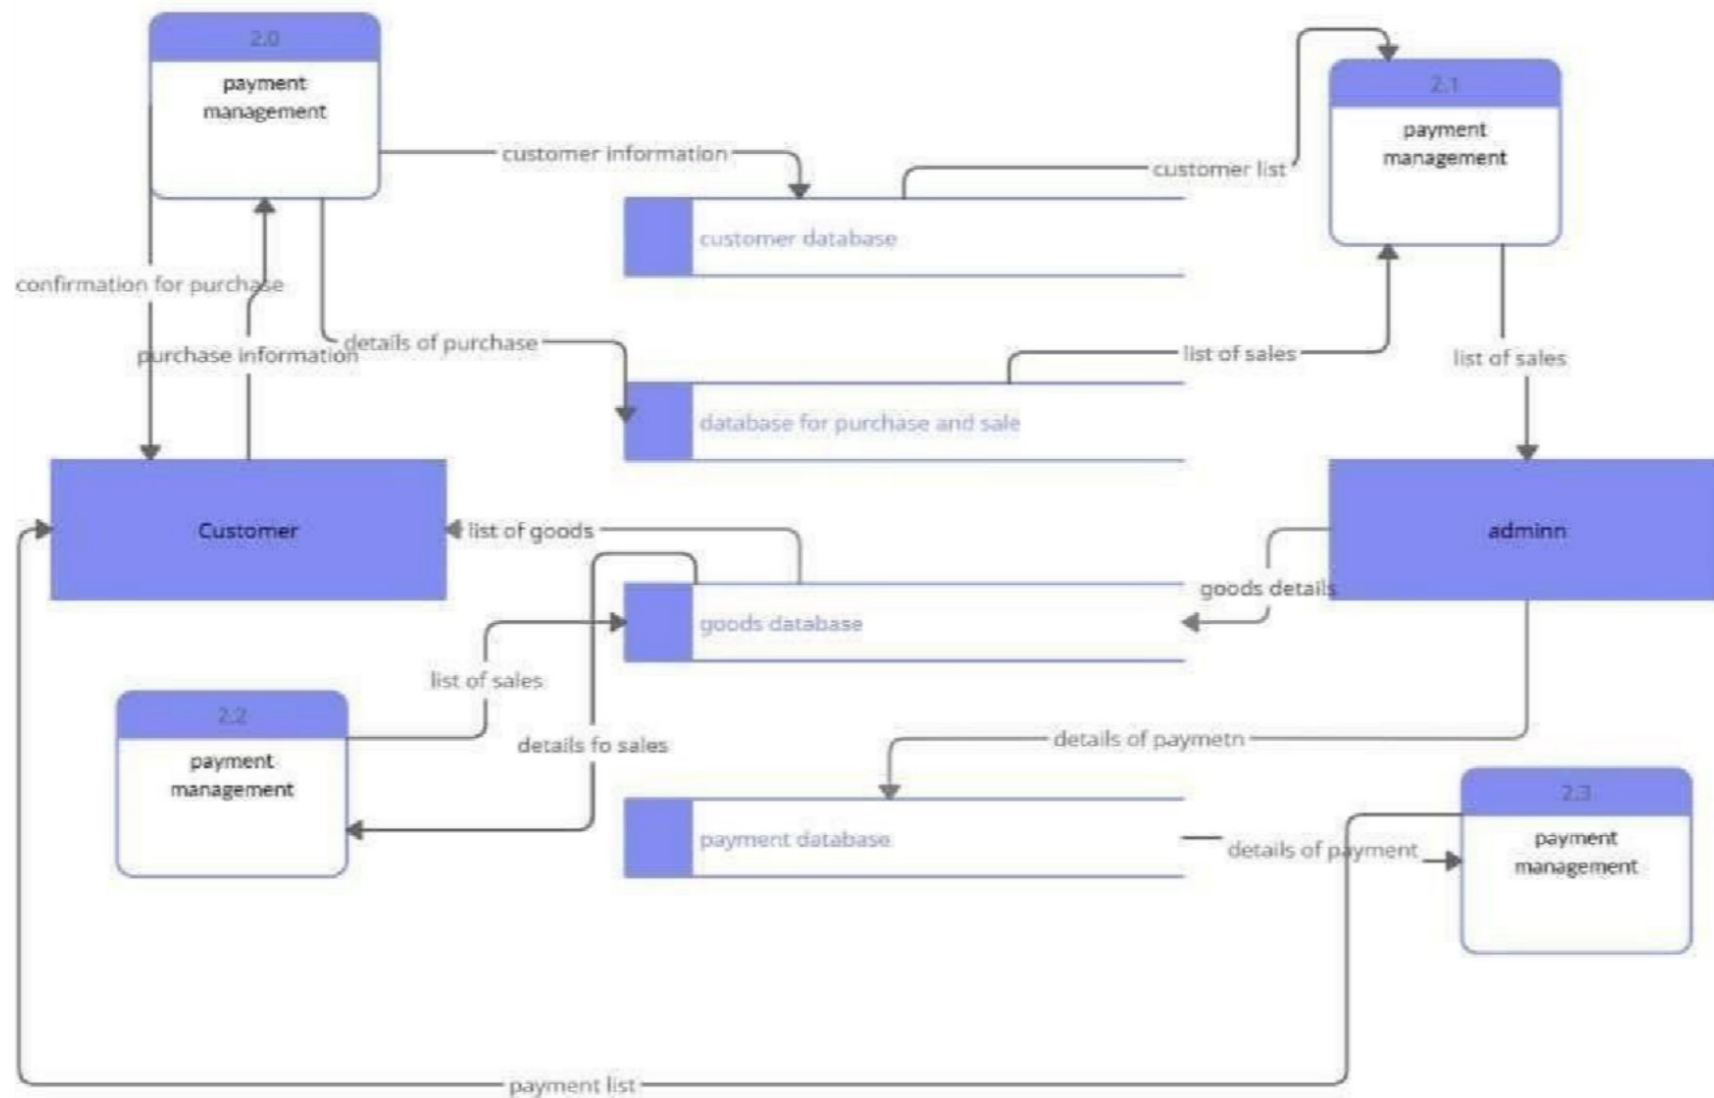 2.0
payment
management
2.1
payment
management
customer information
customer list
customer database
confirmation for purchase
purchase information
details of purchase
list of sales
list of sales
database for purchase and sale
Customer
list of goods
adminn
goods details
goods database
list of sales
2.2
payment
management
details fo sales
details of paymetn
2.3
payment
management
payment database
details of payment
payment list